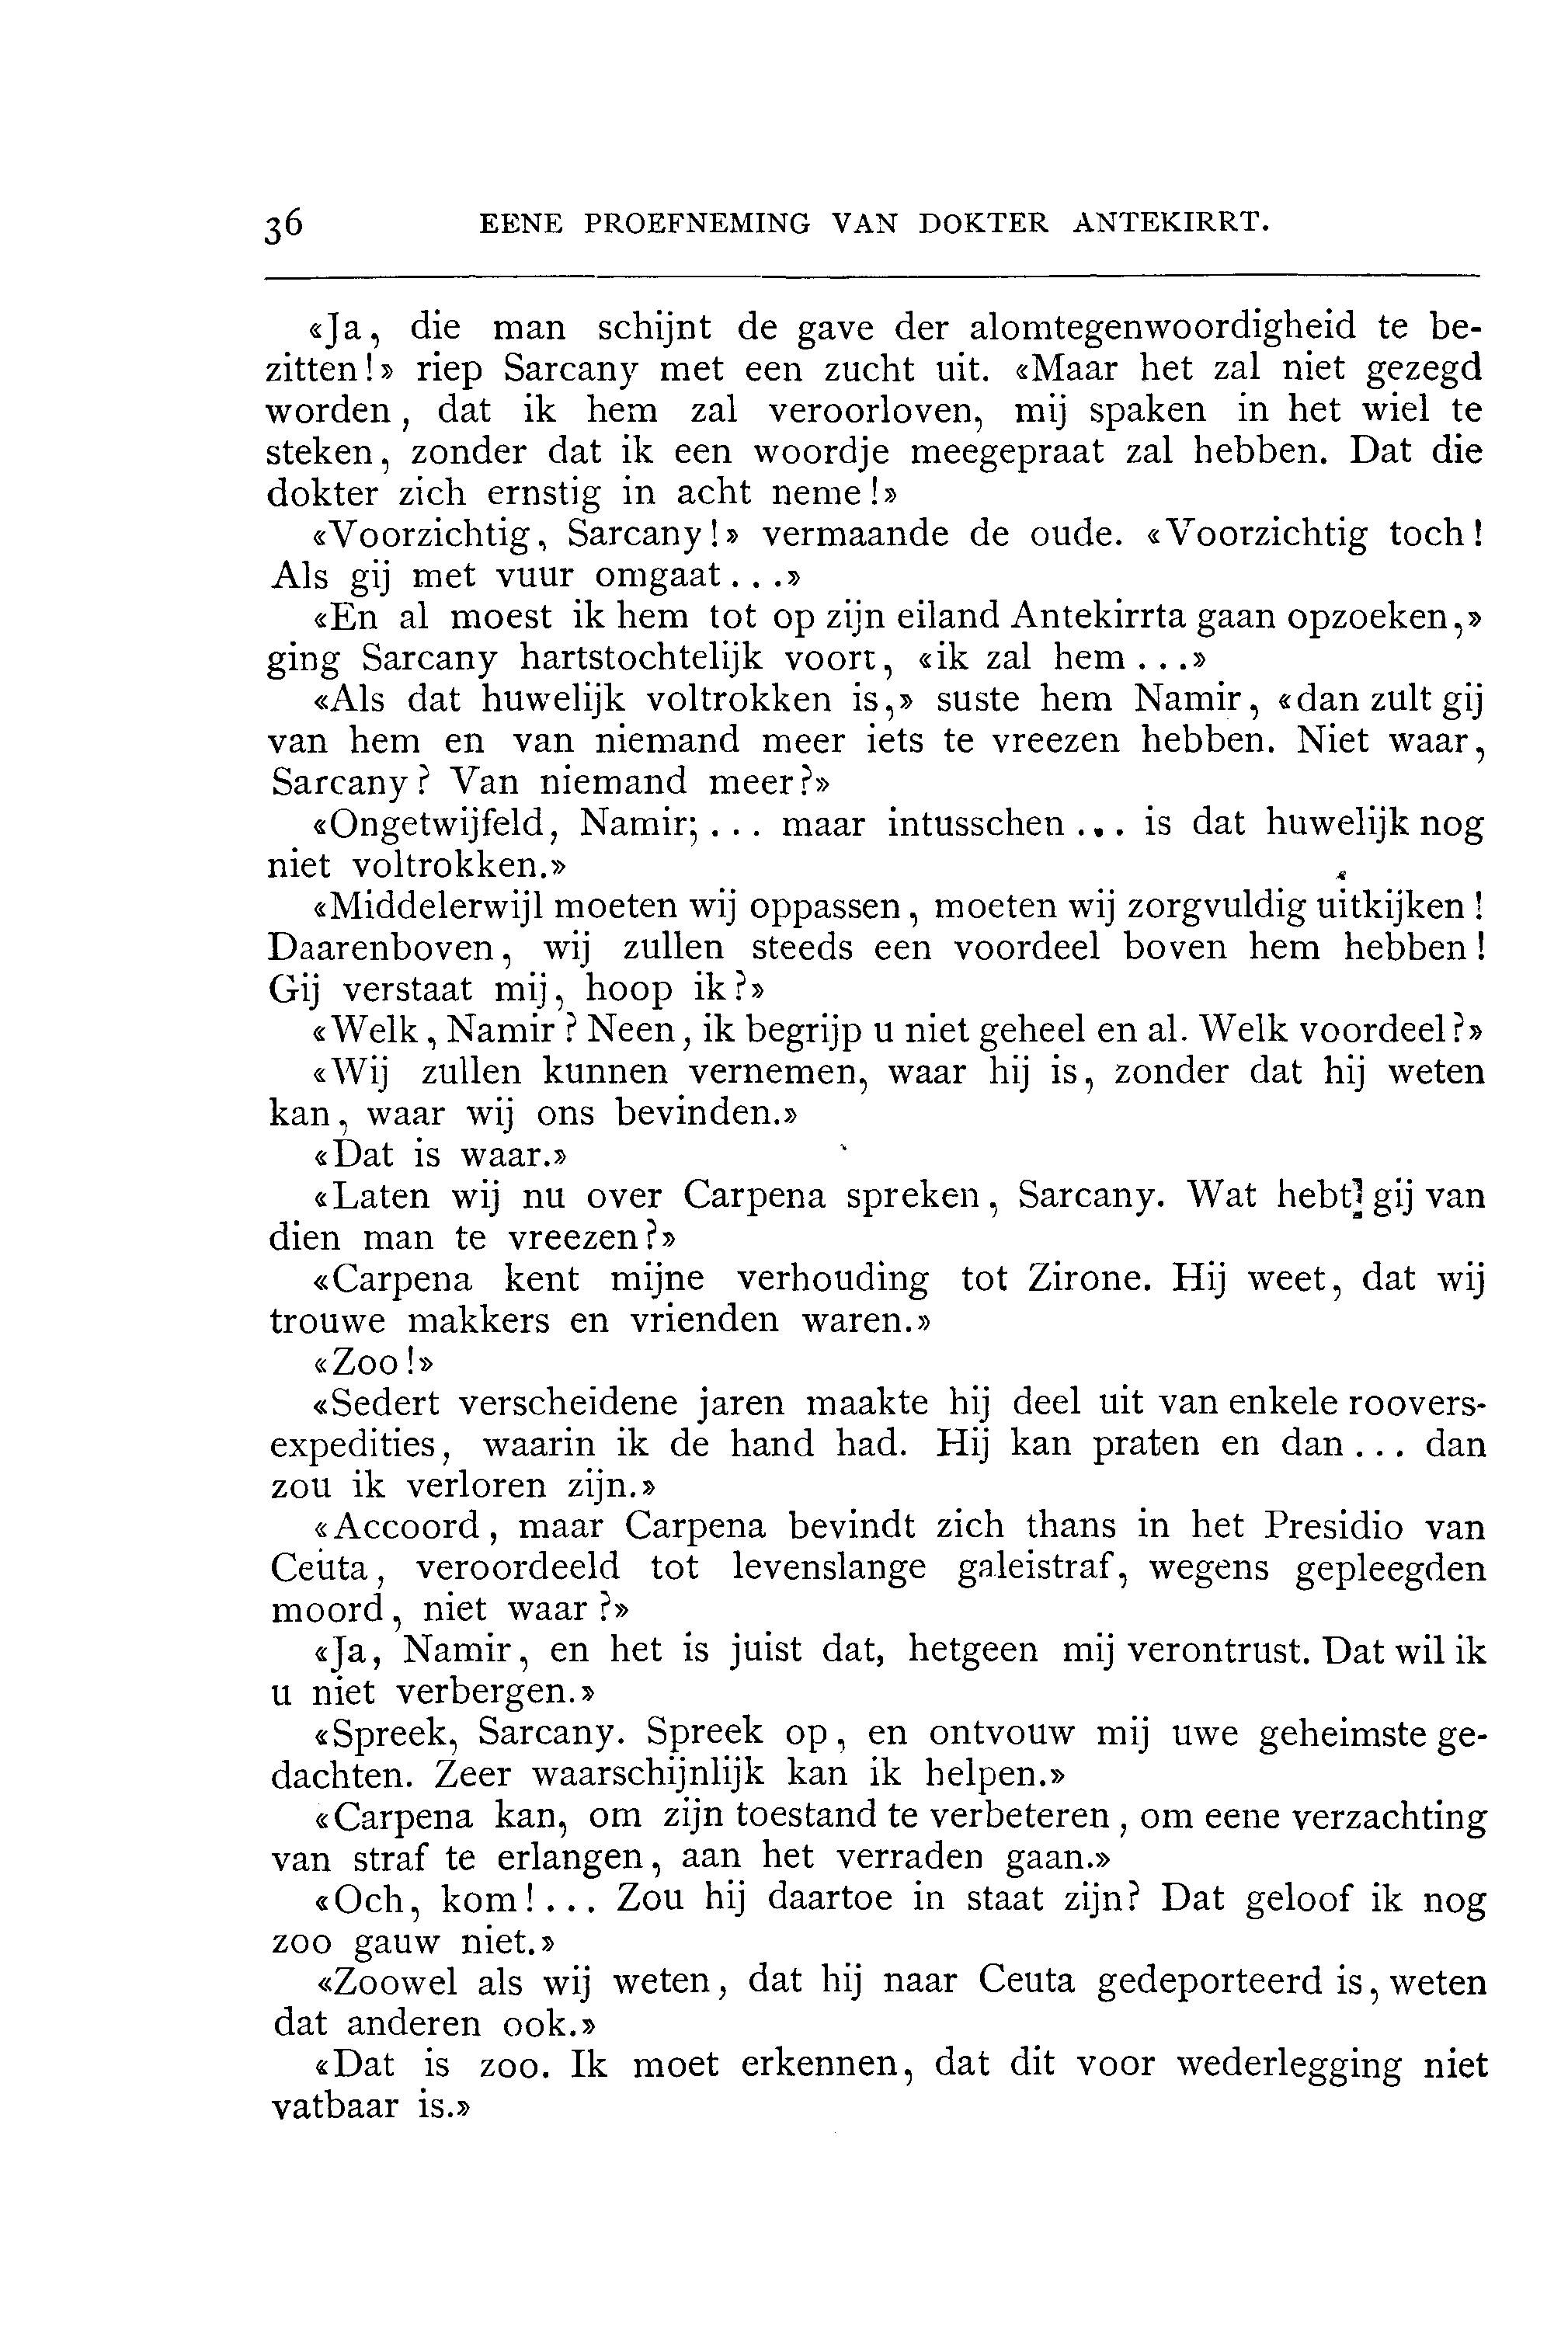 36 EENE PROEFNEMING VAN DOKTER ANTEKIRRT.
«Ja, die man schijnt de gave der alomtegenwoordigheid te be-
zitten!» riep Sarcany met een zucht uit. «Maar het zal niet gezegd
worden, dat ik hem zal veroorloven, mij spaken in het wiel te
steken, zonder dat ik een woordje meegepraat zal hebben. Dat die
dokter zich ernstig in acht neme!»
«Voorzichtig, Sarcany!» vermaande de oude. «Voorzichtig toch!
Als gij met vuur omgaat...»
«En al moest ik hem tot op zijn eiland Antekirrta gaan opzoeken,»
ging Sarcany hartstochtelijk voort, «ik zal hem...»
«Als dat huwelijk voltrokken is,» suste hem Namir, «dan zult gij
van hem en van niemand meer iets te vreezen hebben. Niet waar,
Sarcany? Van niemand meer?»
«Ongetwijfeld, Namir; ... maar intusschen ... is dat huwelijk nog
niet voltrokken.»
«Middelerwijl moeten wij oppassen, moeten wij zorgvuldig uitkijken!
Daarenboven, wij zullen steeds een voordeel boven hem hebben!
Gij verstaat mij, hoop ik?»
«Welk, Namir? Neen, ik begrijp u niet geheel en al. Welk voordeel?»
«Wij zullen kunnen vernemen, waar hij is, zonder dat hij weten
kan, waar wij ons bevinden.»
«Dat is waar.»
«Laten wij nu over Carpena spreken, Sarcany. Wat hebt gij van
dien man te vreezen?»
«Carpena kent mijne verhouding tot Zirone. Hij weet, dat wij
trouwe makkers en vrienden waren.»
«Zoo!»
«Sedert verscheidene jaren maakte hij deel uit van enkele roovers-
expedities, waarin ik de hand had. Hij kan praten en dan... dan
zou ik verloren zijn.»
«Accoord, maar Carpena bevindt zich thans in het Presidio van
Ceuta, veroordeeld tot levenslange galeistraf, wegens gepleegden
moord, niet waar?»
«Ja, Namir, en het is juist dat, hetgeen mij verontrust. Dat wil ik
u niet verbergen.»
«Spreek, Sarcany. Spreek op, en ontvouw mij uwe geheimste ge-
dachten. Zeer waarschijnlijk kan ik helpen.»
«Carpena kan, om zijn toestand te verbeteren, om eene verzachting
van straf te erlangen, aan het verraden gaan.»
«Och, kom!... Zou hij daartoe in staat zijn? Dat geloof ik nog
zoo gauw niet.»
«Zoowel als wij weten, dat hij naar Ceuta gedeporteerd is, weten
dat anderen ook.»
«Dat is zoo. Ik moet erkennen, dat dit voor wederlegging niet
vatbaar is.»